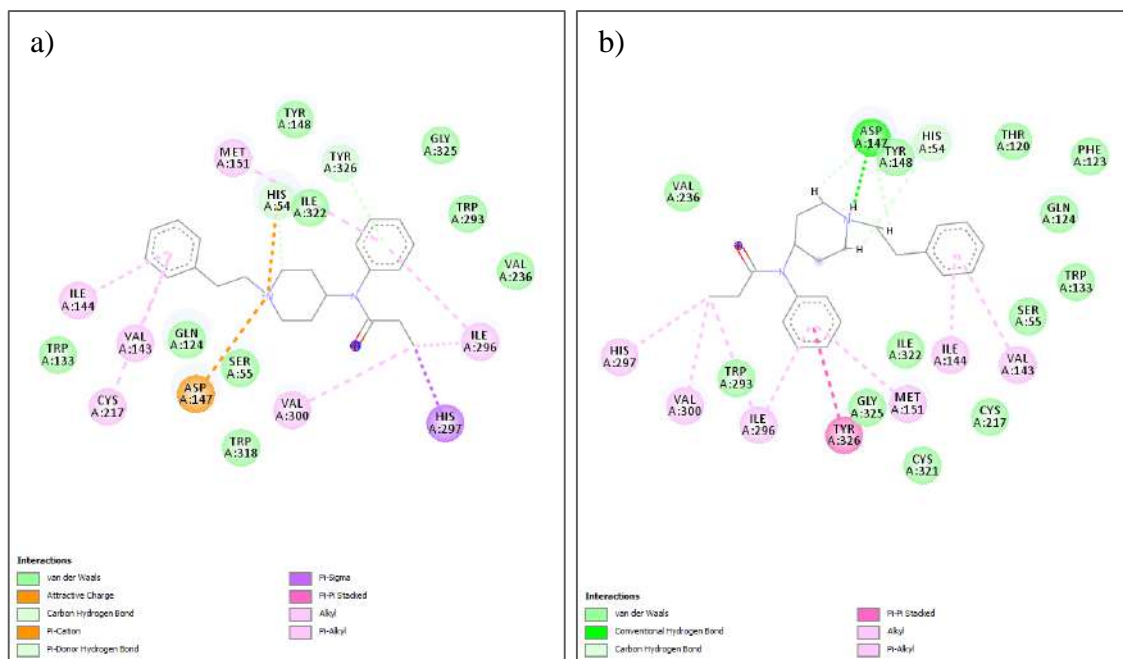 a)
TYR
A:148
MET
A:151
TYR
A:326
GLY
A:325
HIS
A:54
ILE
A:322
TRP
A:293
VAL
A:236
ILE
A:144
VAL
A:143
GLN
A:124
SER
A:55
TRP
A:133
ASP
A:147
CYS
A:217
VAL
A:300
ILE
A:296
HIS
A:297
TRP
A:318
N
N
Interactions
van der Waals
Attractive Charge
Carbon Hydrogen Bond
Pi-Cation
Pi-Donor Hydrogen Bond
Pi-Sigma
Pi-Pi Stacked
Alkyl
Pi-Alkyl
b)
ASP
A:147
TYR
A:148
HIS
A:54
THR
A:120
PHE
A:123
VAL
A:236
GLN
A:124
H
H
N
H
H
N
TRP
A:133
SER
A:55
HIS
A:297
VAL
A:300
TRP
A:293
ILE
A:296
ILE
A:322
ILE
A:144
VAL
A:143
GLY
A:325
MET
A:151
TYR
A:326
CYS
A:217
CYS
A:321
Interactions
van der Waals
Conventional Hydrogen Bond
Carbon Hydrogen Bond
Pi-Pi Stacked
Alkyl
Pi-Alkyl